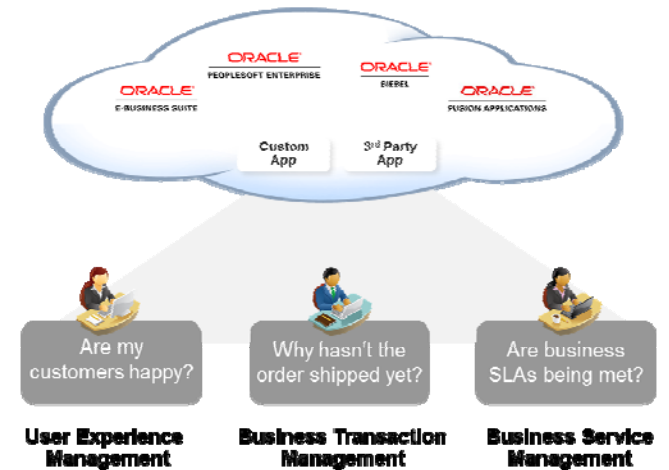 ORACLE
PEOPLESOFT ENTERPRISE
ORACLE
SIEBEL
ORACLE
E-BUSINESS SUITE
ORACLE
FUSION APPLICATIONS
Custom
App
3rd Party
App
Are my
customers happy?
Why hasn't the
order shipped yet?
Are business
SLAs being met?
User Experience
Management
Business Transaction
Management
Business Service
Management